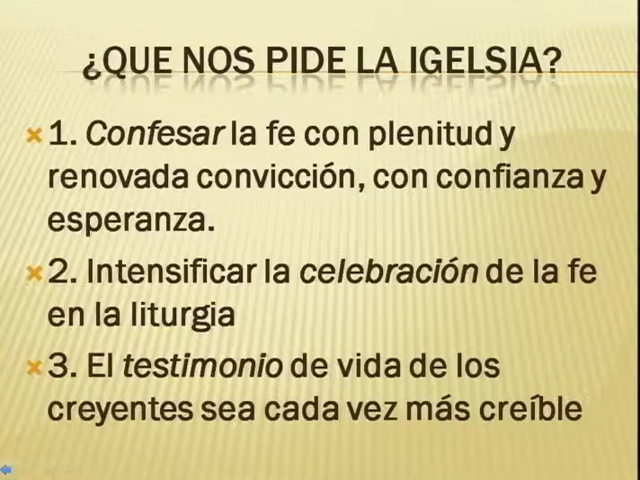 ¿QUE NOS PIDE LA IGELSIA?
1. Confesar la fe con plenitud y
renovada convicción, con confianza y
esperanza.
2. Intensificar la celebración de la fe
en la liturgia
3. El testimonio de vida de los
creyentes sea cada vez más creíble